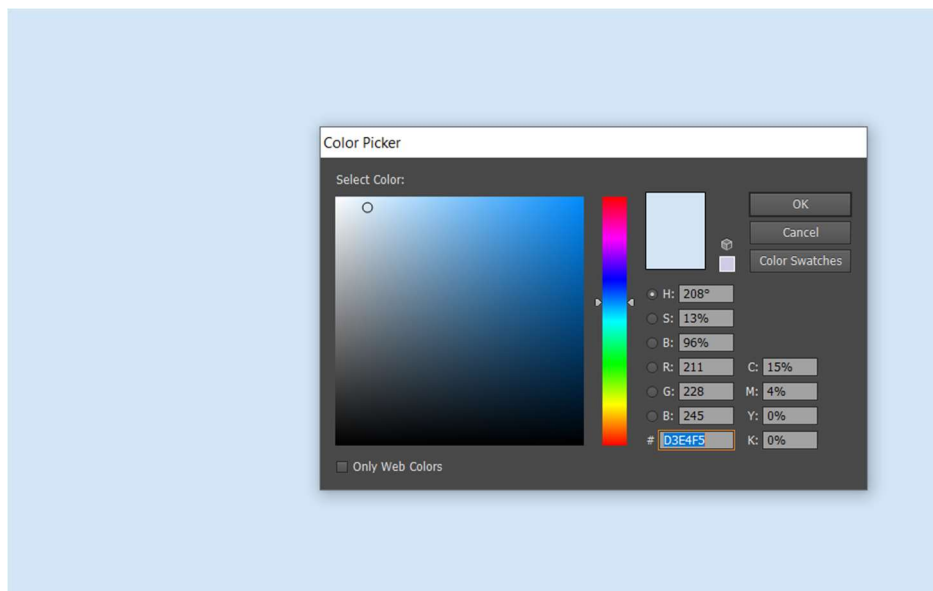 Color Picker
Select Color:
OK
Cancel
Color Swatches
H: 208°
S: 13%
B: 96%
R: 211 C: 15%
G: 228 M: 4%
B: 245 Y: 0%
# D3E4F5 K: 0%
Only Web Colors